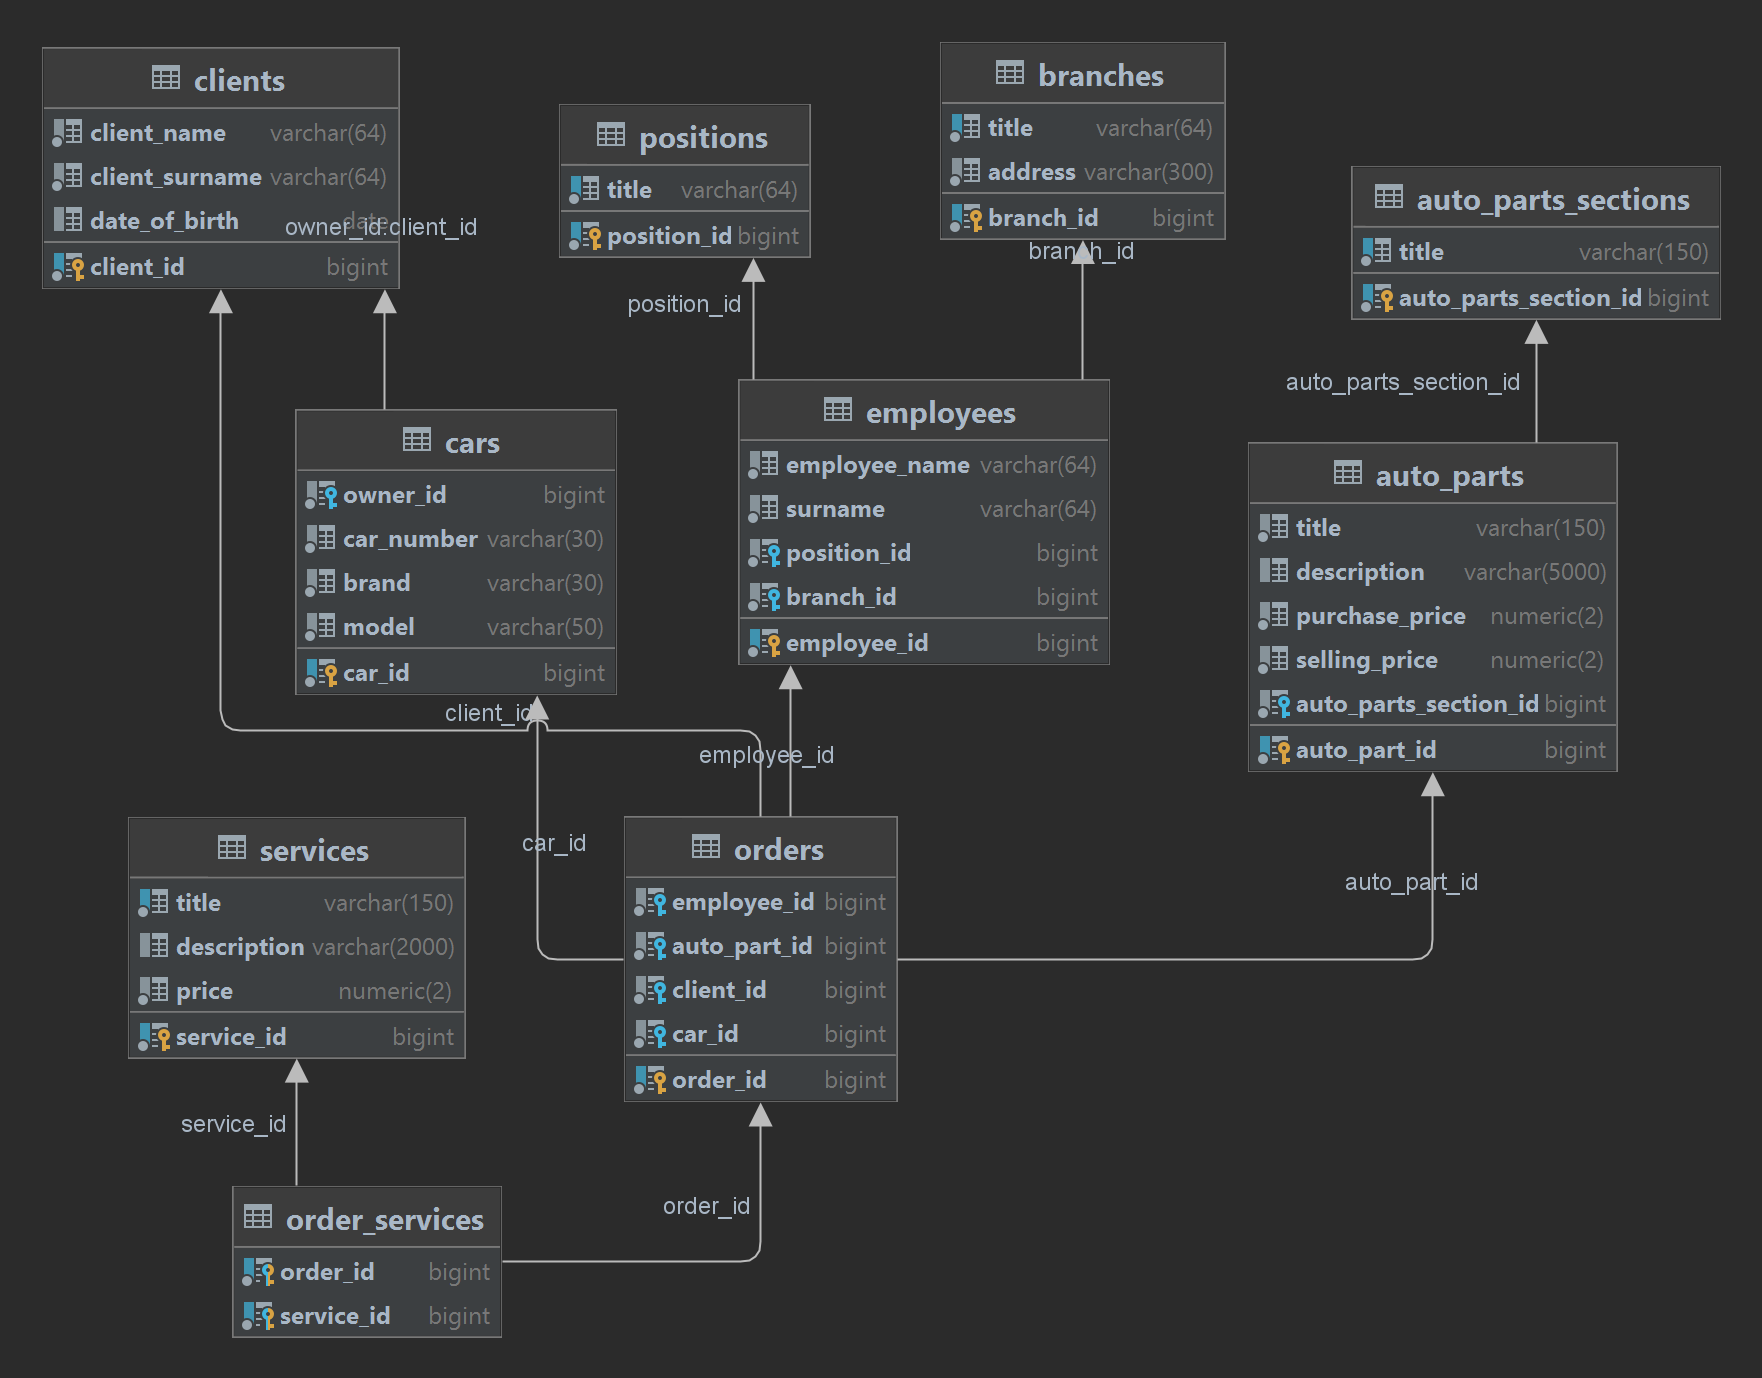 clients
client_name varchar(64)
client_surname varchar(64)
date_of_birth date
client_id bigint
owner_id:client_id
positions
title varchar(64)
position_id bigint
position_id
branches
title varchar(64)
address varchar(300)
branch_id bigint
branch_id
auto_parts_sections
title varchar(150)
auto_parts_section_id bigint
auto_parts_section_id
cars
owner_id bigint
car_number varchar(30)
brand varchar(30)
model varchar(50)
car_id bigint
client_id
employees
employee_name varchar(64)
surname varchar(64)
position_id bigint
branch_id bigint
employee_id bigint
employee_id
auto_parts
title varchar(150)
description varchar(5000)
purchase_price numeric(2)
selling_price numeric(2)
auto_parts_section_id bigint
auto_part_id bigint
auto_part_id
services
title varchar(150)
description varchar(2000)
price numeric(2)
service_id bigint
service_id
car_id
orders
employee_id bigint
auto_part_id bigint
client_id bigint
car_id bigint
order_id bigint
order_id
order_services
order_id bigint
service_id bigint